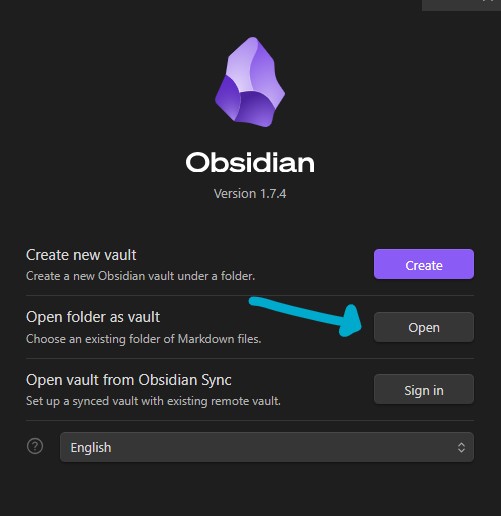 Obsidian
Version 1.7.4
Create new vault
Create a new Obsidian vault under a folder.
Create
Open folder as vault
Choose an existing folder of Markdown files.
Open
Open vault from Obsidian Sync
Set up a synced vault with existing remote vault.
Sign in
?
English